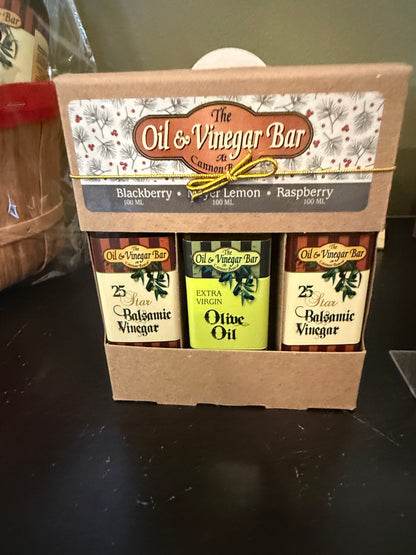 The
Oil & Vinegar Bar
At
Cannon B
Blackberry • Meyer Lemon • Raspberry
100 ML 100 ML 100 ML
The
Oil & Vinegar Bar
25
Star
Balsamic
Vinegar
The
Oil & Vinegar Bar
EXTRA
VIRGIN
Olive
Oil
The
Oil & Vinegar Bar
25
Star
Balsamic
Vinegar